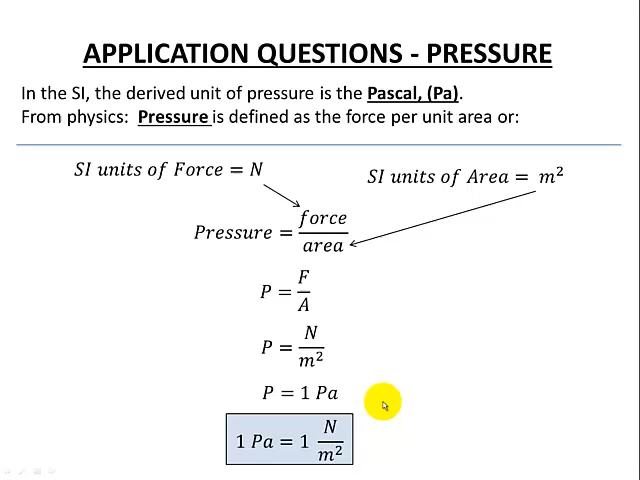 APPLICATION QUESTIONS - PRESSURE
In the SI, the derived unit of pressure is the Pascal, (Pa).
From physics: Pressure is defined as the force per unit area or:
SI units of Force = N
SI units of Area = m²
Pressure = force/area
P = F/A
P = N/m²
P = 1 Pa
1 Pa = 1 N/m²